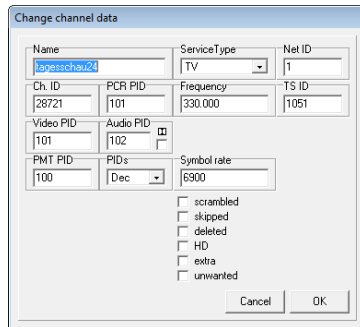 Change channel data
Name ServiceType Net ID
tagesschau24 TV 1
Ch. ID PCR PID Frequency TS ID
28721 101 330.000 1051
Video PID Audio PID
101 102
PMT PID PIDs Symbol rate
100 Dec 6900
scrambled
skipped
deleted
HD
extra
unwanted
Cancel OK